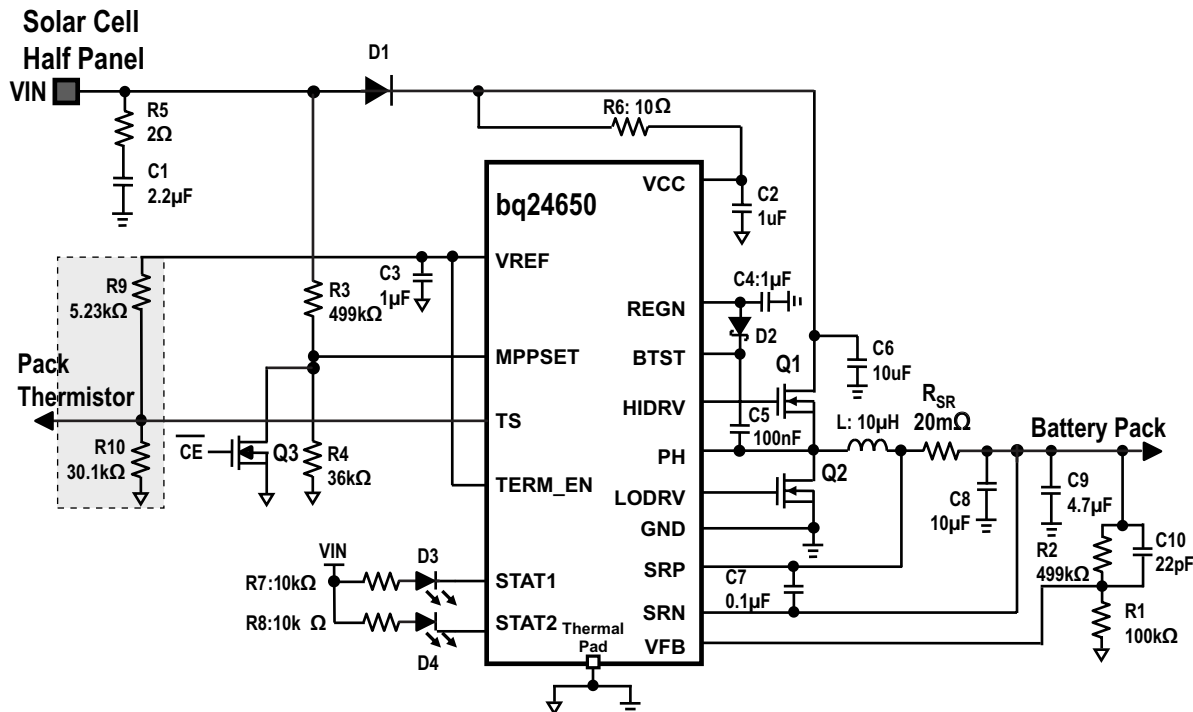 Solar Cell
Half Panel
VIN
D1
R5
2Ω
C1
2.2µF
R6: 10Ω
VCC
C2
1uF
bq24650
VREF
C3
1µF
R9
5.23kΩ
R3
499kΩ
C4:1µF
REGN
D2
MPPSET
BTST
Pack
Thermistor
Q1
C6
10uF
HIDRV
TS
C5
100nF
R10
30.1kΩ
CE
Q3
R4
36kΩ
PH
L: 10µH
RSR
20mΩ
Battery Pack
Q2
TERM_EN
LODRV
GND
C8
10µF
C9
4.7µF
R2
499kΩ
C10
22pF
VIN
D3
R7:10kΩ
STAT1
SRP
C7
0.1µF
R8:10k Ω
STAT2
D4
SRN
R1
100kΩ
Thermal
Pad
VFB